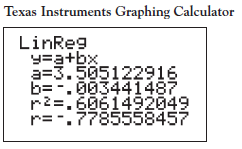 Texas Instruments Graphing Calculator
LinReg
y=a+bx
a=3.505122916
b=-.003441487
r²=.6061492049
r=-.7785558457